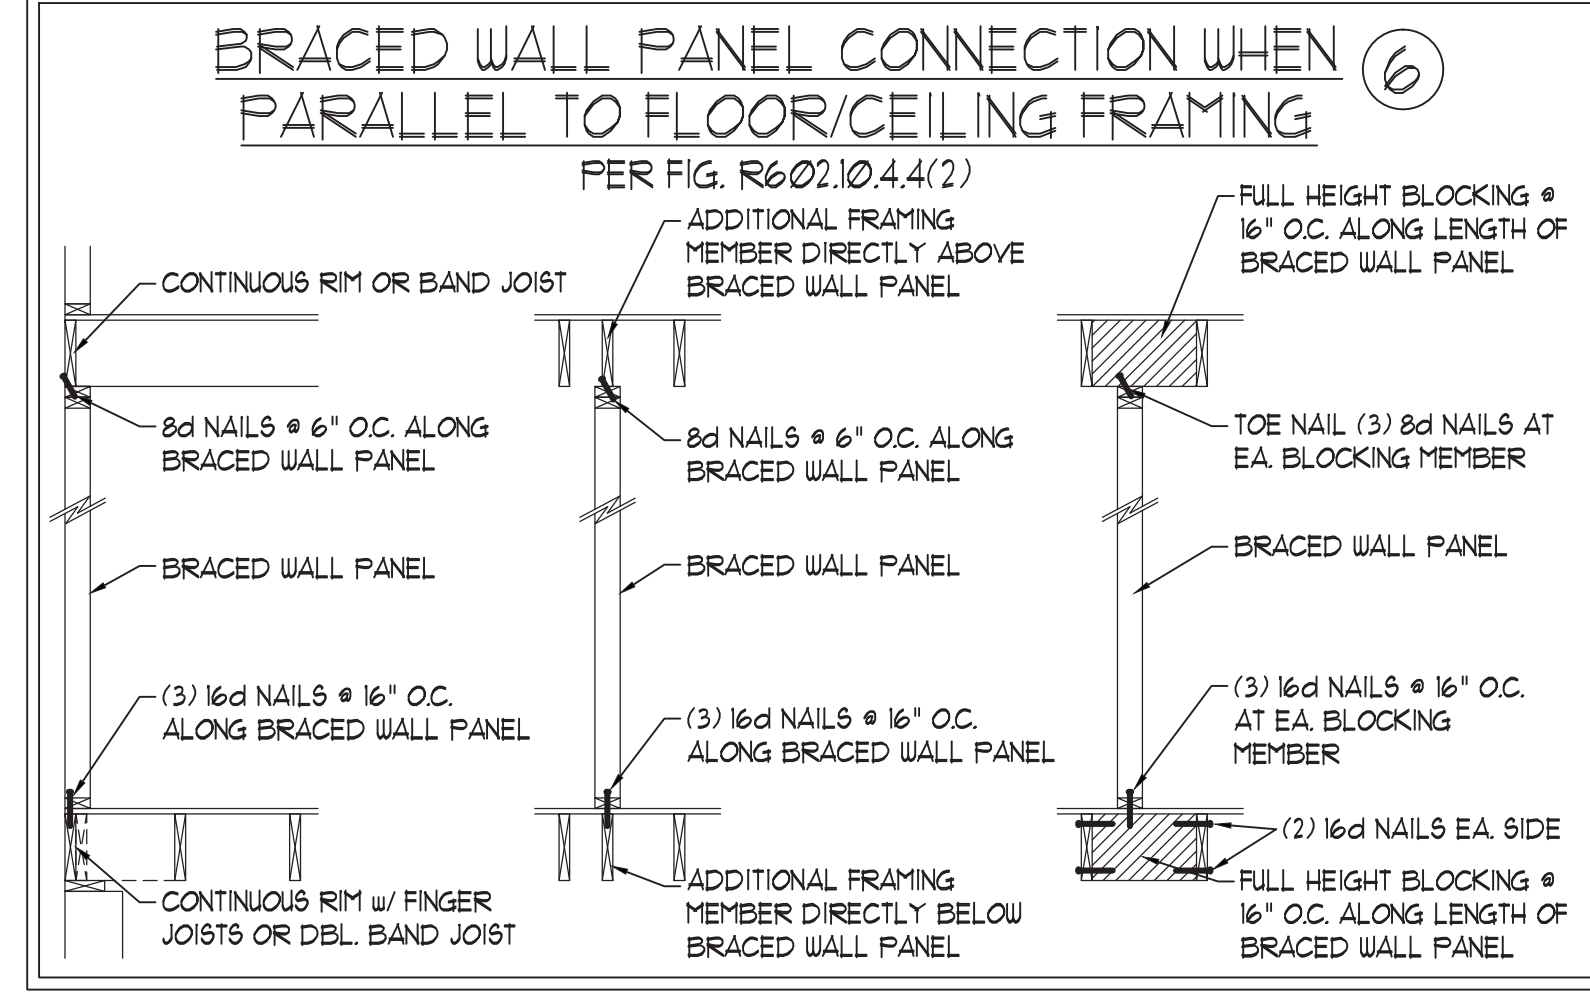 BRACED WALL PANEL CONNECTION WHEN
PARALLEL TO FLOOR/CEILING FRAMING
6
PER FIG. R602.10.4.4(2)
CONTINUOUS RIM OR BAND JOIST
8d NAILS @ 6" O.C. ALONG
BRACED WALL PANEL
BRACED WALL PANEL
(3) 16d NAILS @ 16" O.C.
ALONG BRACED WALL PANEL
CONTINUOUS RIM w/ FINGER
JOISTS OR DBL. BAND JOIST
ADDITIONAL FRAMING
MEMBER DIRECTLY ABOVE
BRACED WALL PANEL
8d NAILS @ 6" O.C. ALONG
BRACED WALL PANEL
BRACED WALL PANEL
(3) 16d NAILS @ 16" O.C.
ALONG BRACED WALL PANEL
ADDITIONAL FRAMING
MEMBER DIRECTLY BELOW
BRACED WALL PANEL
FULL HEIGHT BLOCKING @
16" O.C. ALONG LENGTH OF
BRACED WALL PANEL
TOE NAIL (3) 8d NAILS AT
EA. BLOCKING MEMBER
BRACED WALL PANEL
(3) 16d NAILS @ 16" O.C.
AT EA. BLOCKING
MEMBER
(2) 16d NAILS EA. SIDE
FULL HEIGHT BLOCKING @
16" O.C. ALONG LENGTH OF
BRACED WALL PANEL